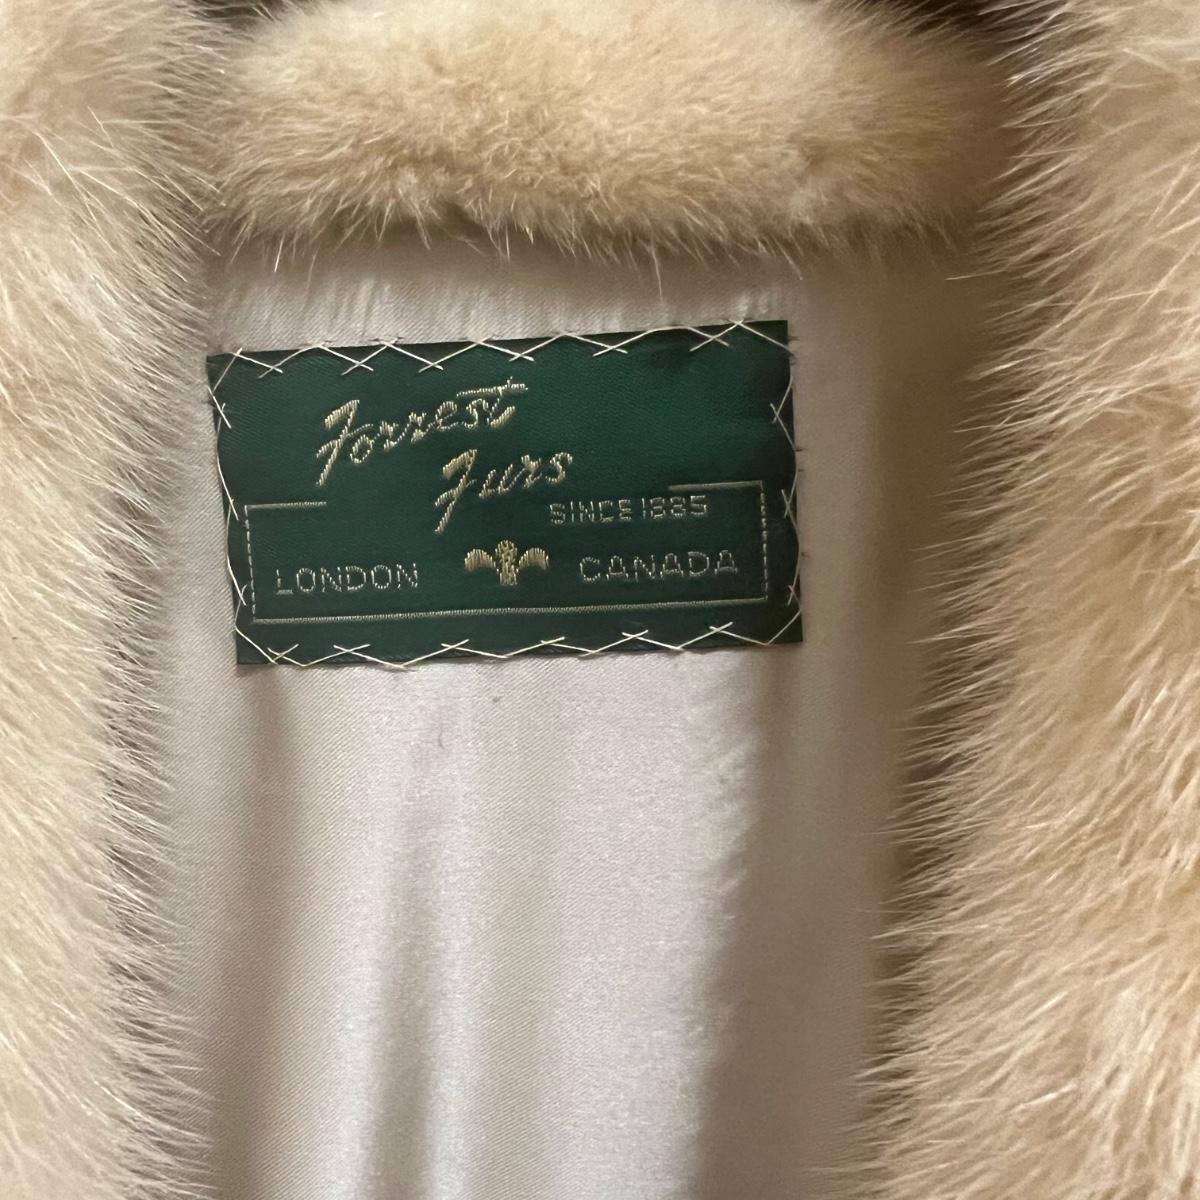 Forrest
Furs
SINCE 1885
LONDON CANADA